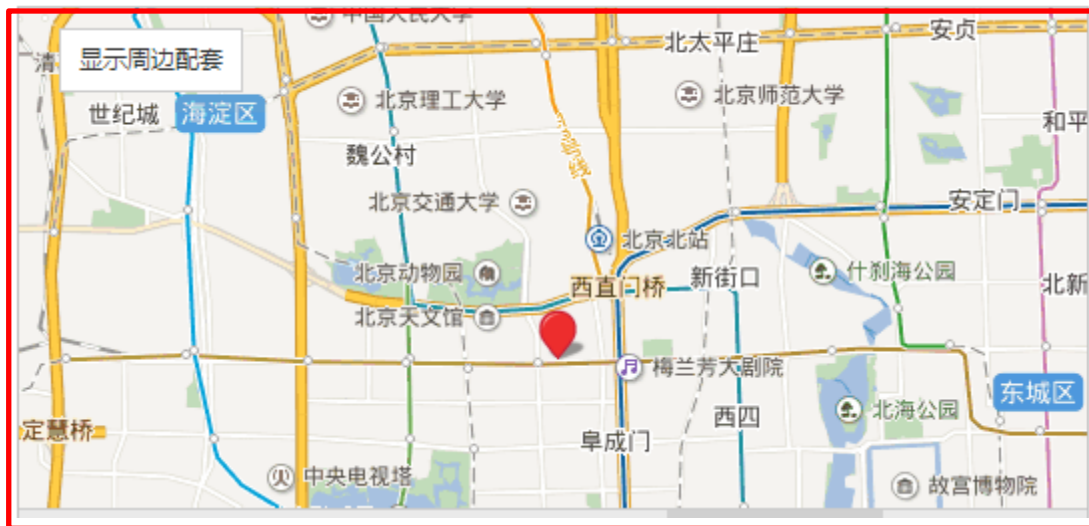 中国人民大学
安贞
北太平庄
清
显示周边配套
世纪城
海淀区
北京理工大学
北京师范大学
和平
号线
魏公村
北京交通大学
安定门
北京北站
北京动物园
西直门桥
新街口
什刹海公园
北新
北京天文馆
梅兰芳大剧院
东城区
西四
北海公园
定慧桥
阜成门
中央电视塔
故宫博物院